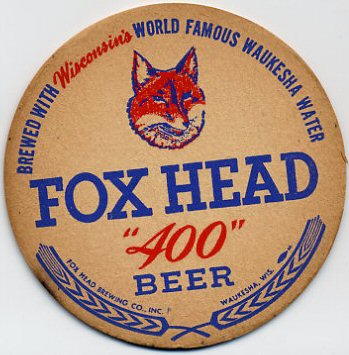 BREWED WITH Wisconsin's WORLD FAMOUS WAUKESHA WATER
FOX HEAD
"400"
BEER
FOX HEAD BREWING CO., INC.
WAUKESHA, WIS.